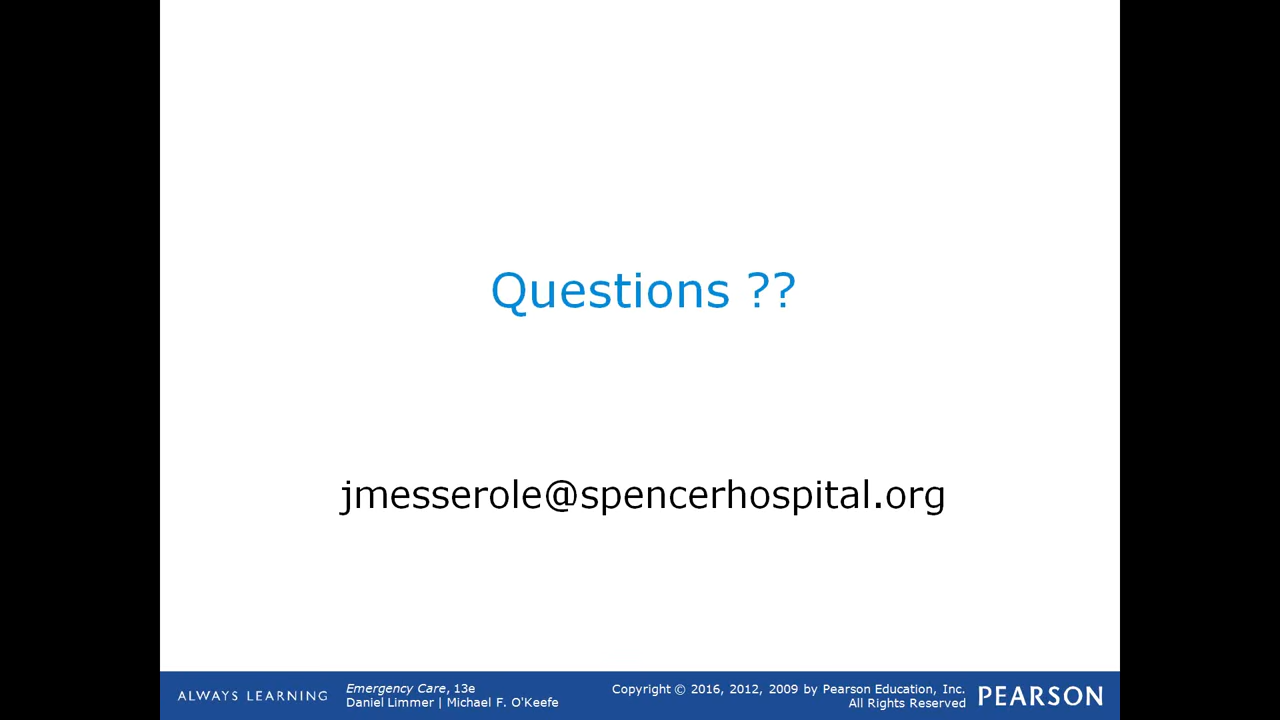 Questions ??
jmesserole@spencerhospital.org
ALWAYS LEARNING
Emergency Care, 13e
Daniel Limmer | Michael F. O'Keefe
Copyright © 2016, 2012, 2009 by Pearson Education, Inc.
All Rights Reserved
PEARSON